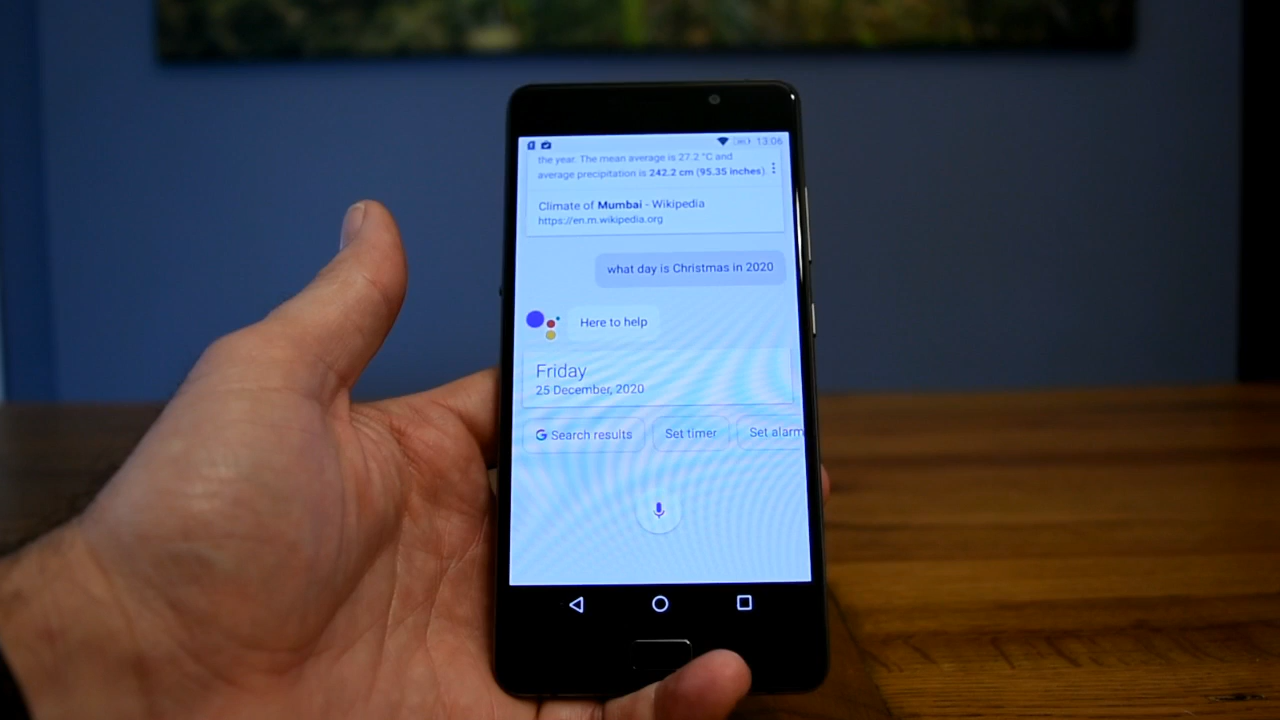 13:06
the year. The mean average is 27.2 °C and
average precipitation is 242.2 cm (95.35 inches).
Climate of Mumbai - Wikipedia
https://en.m.wikipedia.org
what day is Christmas in 2020
Here to help
Friday
25 December, 2020
Search results Set timer Set alarm